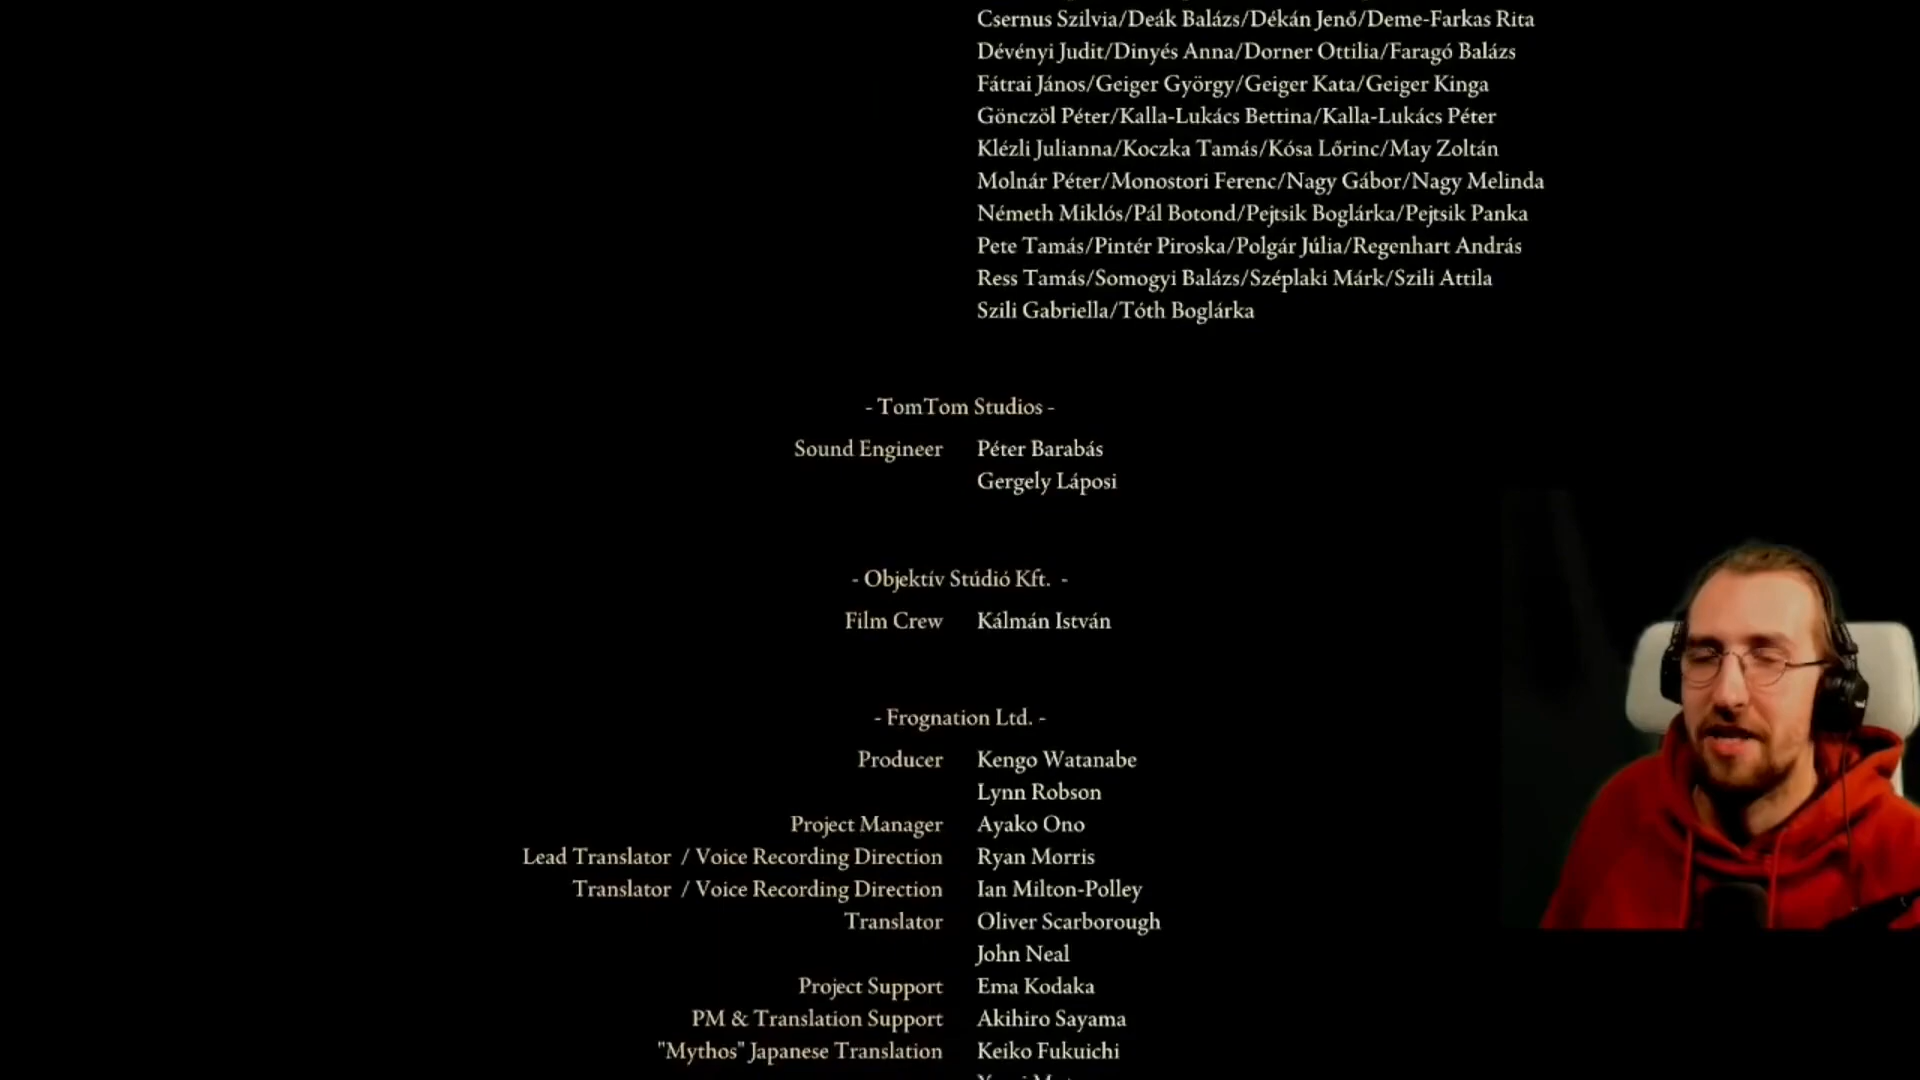 Csernus Szilvia/Deák Balázs/Dékán Jenő/Deme-Farkas Rita
Dévényi Judit/Dinyés Anna/Dorner Ottilia/Faragó Balázs
Fátrai János/Geiger György/Geiger Kata/Geiger Kinga
Gönczöl Péter/Kalla-Lukács Bettina/Kalla-Lukács Péter
Klézli Julianna/Koczka Tamás/Kósa Lőrinc/May Zoltán
Molnár Péter/Monostori Ferenc/Nagy Gábor/Nagy Melinda
Németh Miklós/Pál Botond/Pejtsik Boglárka/Pejtsik Panka
Pete Tamás/Pintér Piroska/Polgár Júlia/Regenhart András
Ress Tamás/Somogyi Balázs/Széplaki Márk/Szili Attila
Szili Gabriella/Tóth Boglárka
- TomTom Studios -
Sound Engineer Péter Barabás
Gergely Láposi
- Objektív Stúdió Kft. -
Film Crew Kálmán István
- Frognation Ltd. -
Producer Kengo Watanabe
Lynn Robson
Project Manager Ayako Ono
Lead Translator / Voice Recording Direction Ryan Morris
Translator / Voice Recording Direction Ian Milton-Polley
Translator Oliver Scarborough
John Neal
Project Support Ema Kodaka
PM & Translation Support Akihiro Sayama
"Mythos" Japanese Translation Keiko Fukuichi